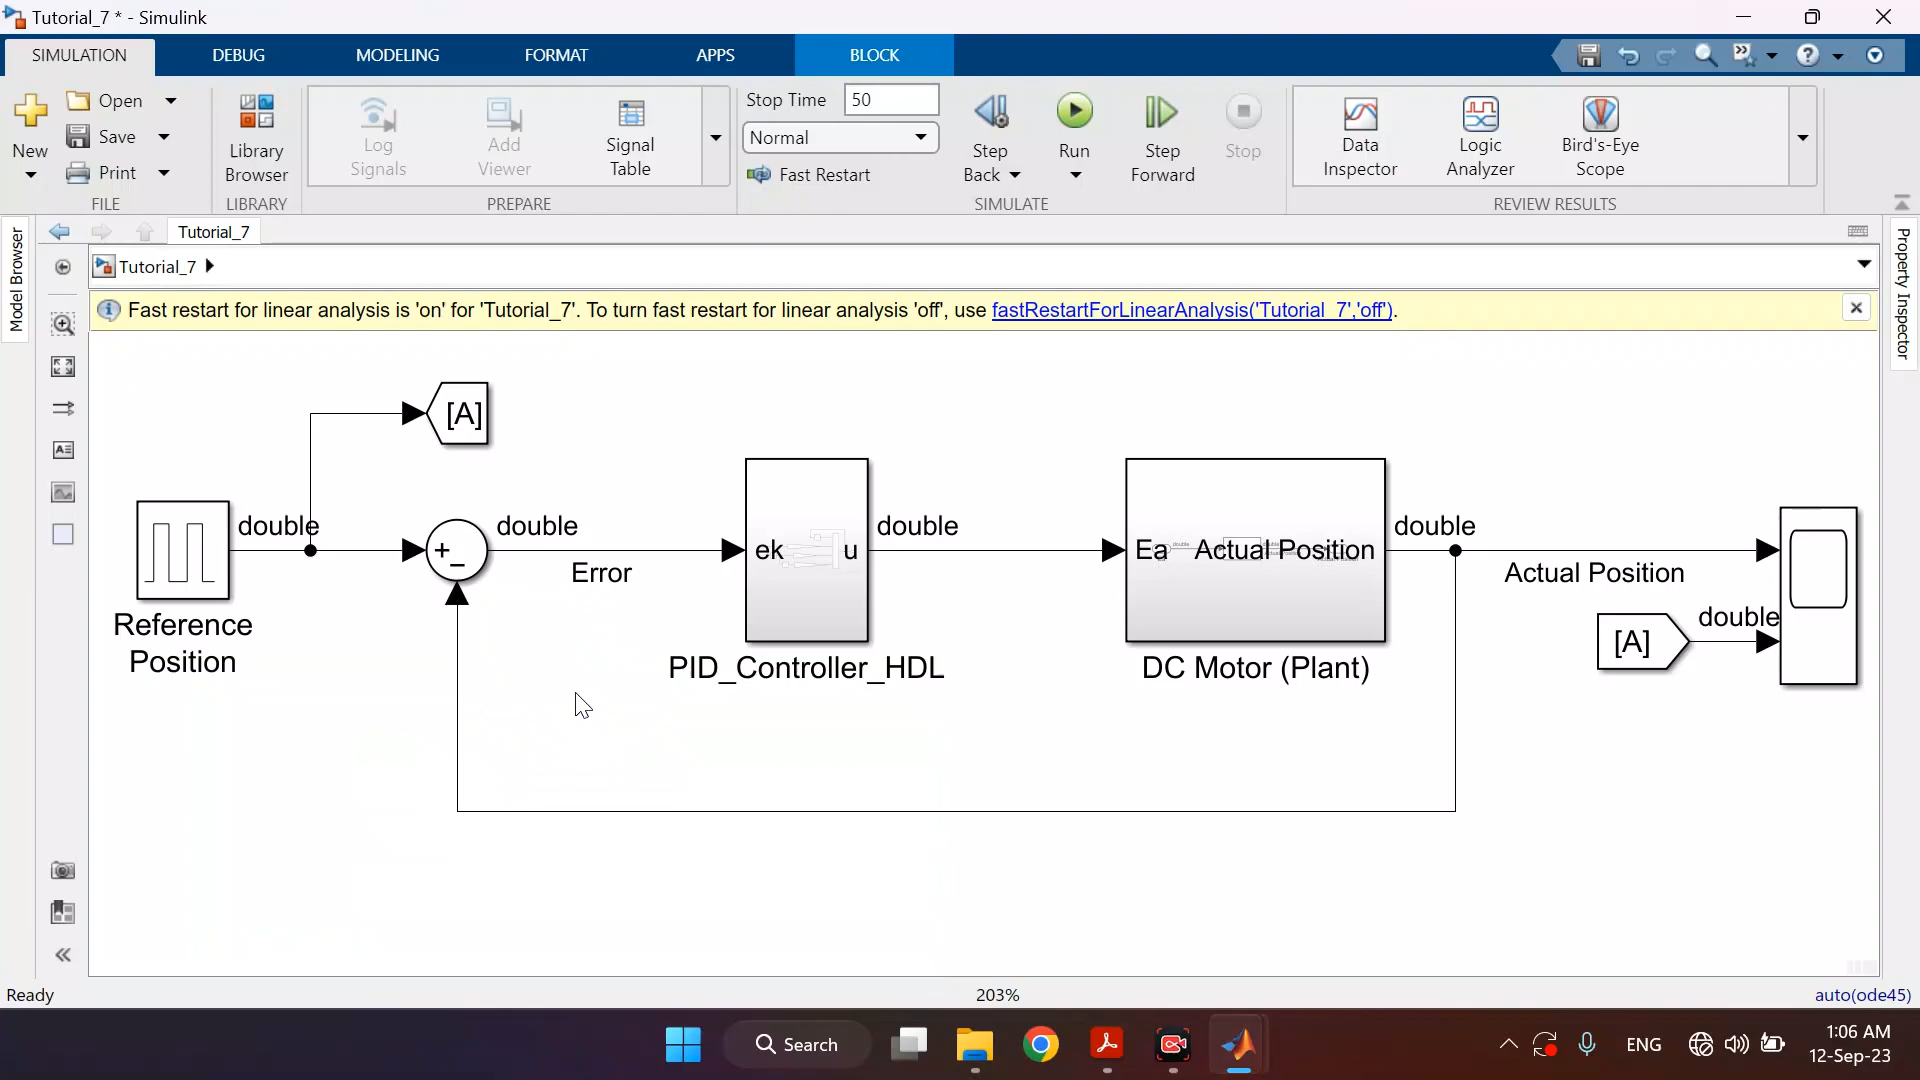 Tutorial_7 * - Simulink
SIMULATION DEBUG MODELING FORMAT APPS BLOCK
New
Open
Save
Print
FILE
Library
Browser
LIBRARY
Log
Signals
Add
Viewer
Signal
Table
PREPARE
Stop Time 50
Normal
Fast Restart
Step
Back
Run
Step
Forward
Stop
SIMULATE
Data
Inspector
Logic
Analyzer
Bird's-Eye
Scope
REVIEW RESULTS
Model Browser
Tutorial_7
Tutorial_7
Property Inspector
Fast restart for linear analysis is 'on' for 'Tutorial_7'. To turn fast restart for linear analysis 'off', use fastRestartForLinearAnalysis('Tutorial_7','off').
[A]
double
Reference
Position
+
−
double
Error
ek u
PID_Controller_HDL
double
Ea Actual Position
DC Motor (Plant)
double
Actual Position
[A]
double
Ready
203%
auto(ode45)
Search
ENG
1:06 AM
12-Sep-23